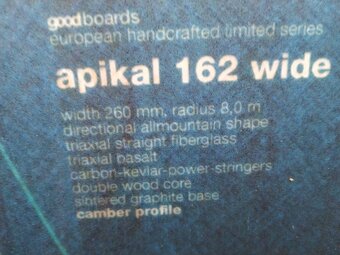 goodboards
european handcrafted limited series
apikal 162 wide
width 260 mm, radius 8,0 m
directional allmountain shape
triaxial straight fiberglass
triaxial basalt
carbon-kevlar-power-stringers
double wood core
sintered graphite base
camber profile